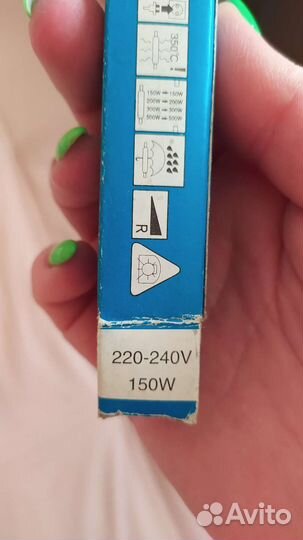 350°C
!
150W → 150W
200W → 200W
300W → 300W
500W → 500W
R
220-240V
150W
Avito